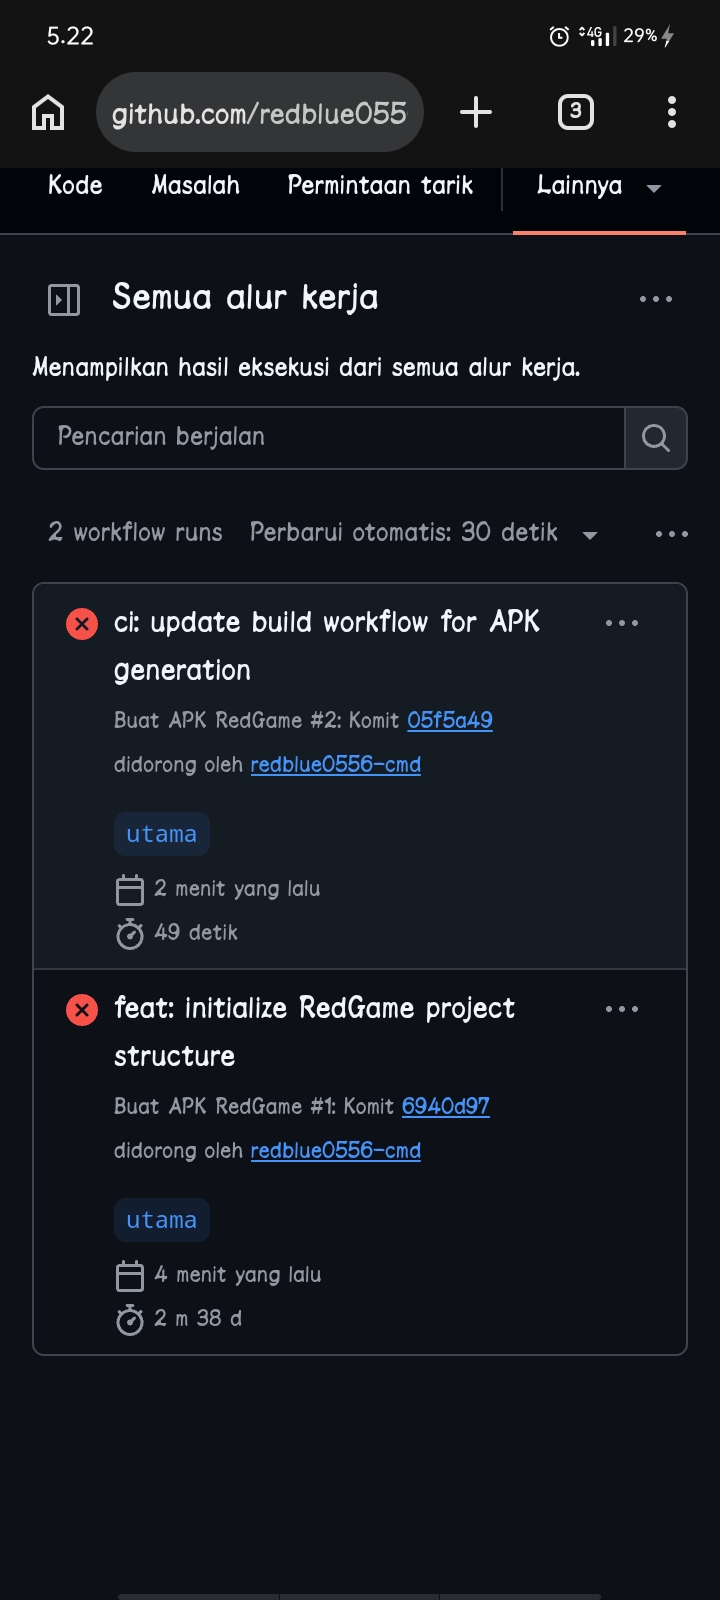 5.22
4G 29%
github.com/redblue055
3
Kode Masalah Permintaan tarik Lainnya
Semua alur kerja
Menampilkan hasil eksekusi dari semua alur kerja.
Pencarian berjalan
2 workflow runs Perbarui otomatis: 30 detik
ci: update build workflow for APK
generation
Buat APK RedGame #2: Komit 05f5a49
didorong oleh redblue0556-cmd
utama
2 menit yang lalu
49 detik
feat: initialize RedGame project
structure
Buat APK RedGame #1: Komit 6940d97
didorong oleh redblue0556-cmd
utama
4 menit yang lalu
2 m 38 d